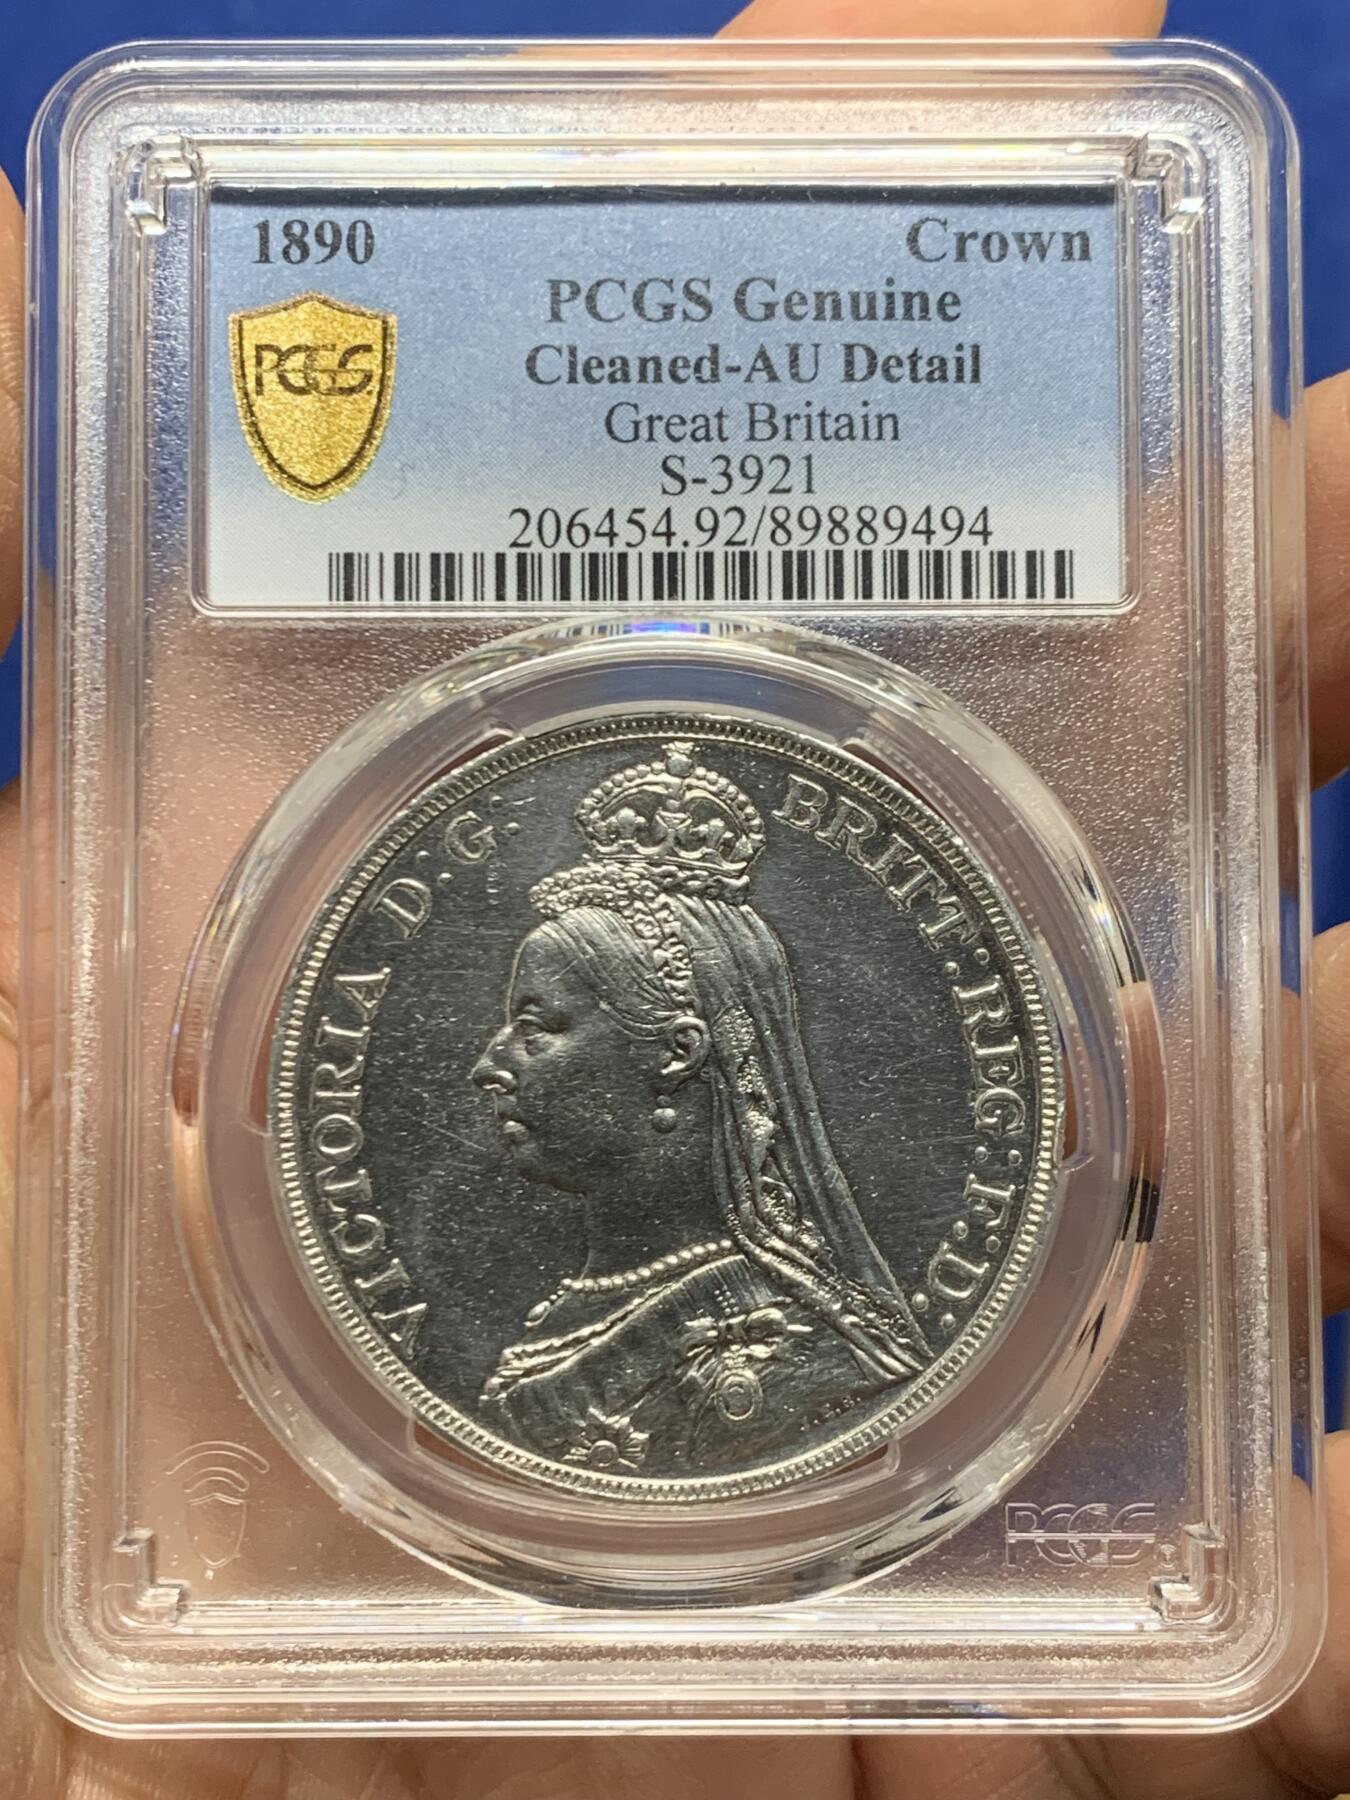 1890 Crown
PCGS Genuine
PCGS
Cleaned-AU Detail
Great Britain
S-3921
206454.92/89889494
VICTORIA D·G: BRITT·REG·F·D·
J.E.B.
PCGS